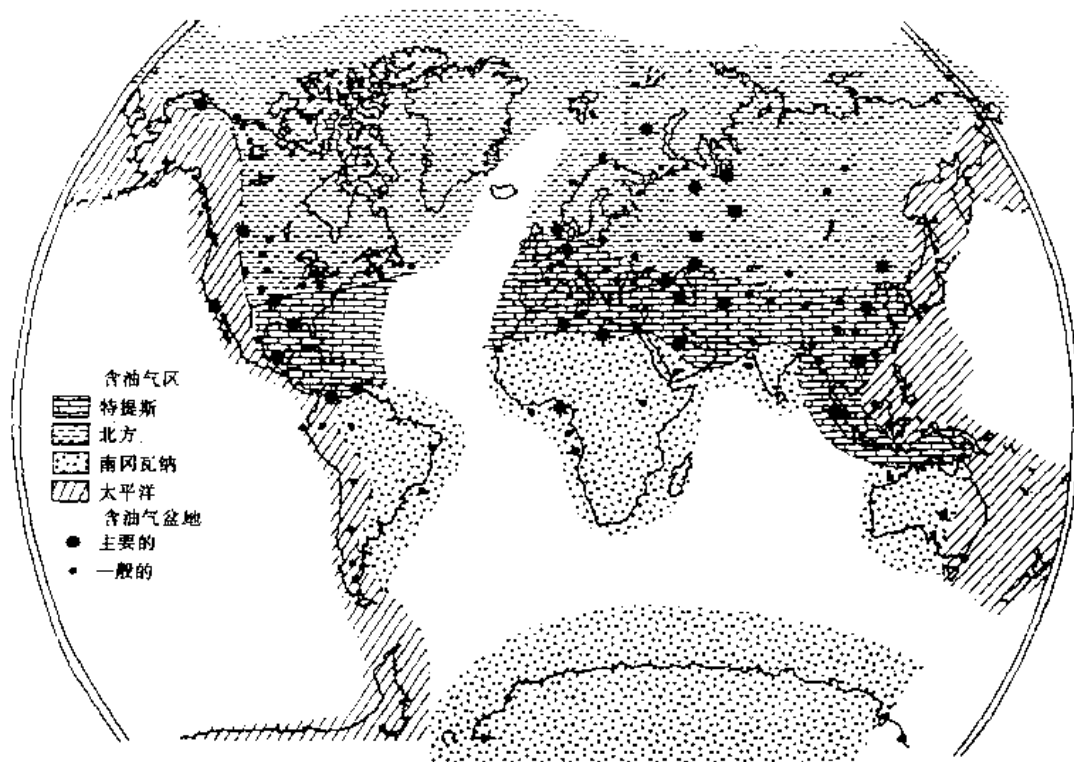 含油气区
特提斯
北方
南冈瓦纳
太平洋
含油气盆地
主要的
一般的